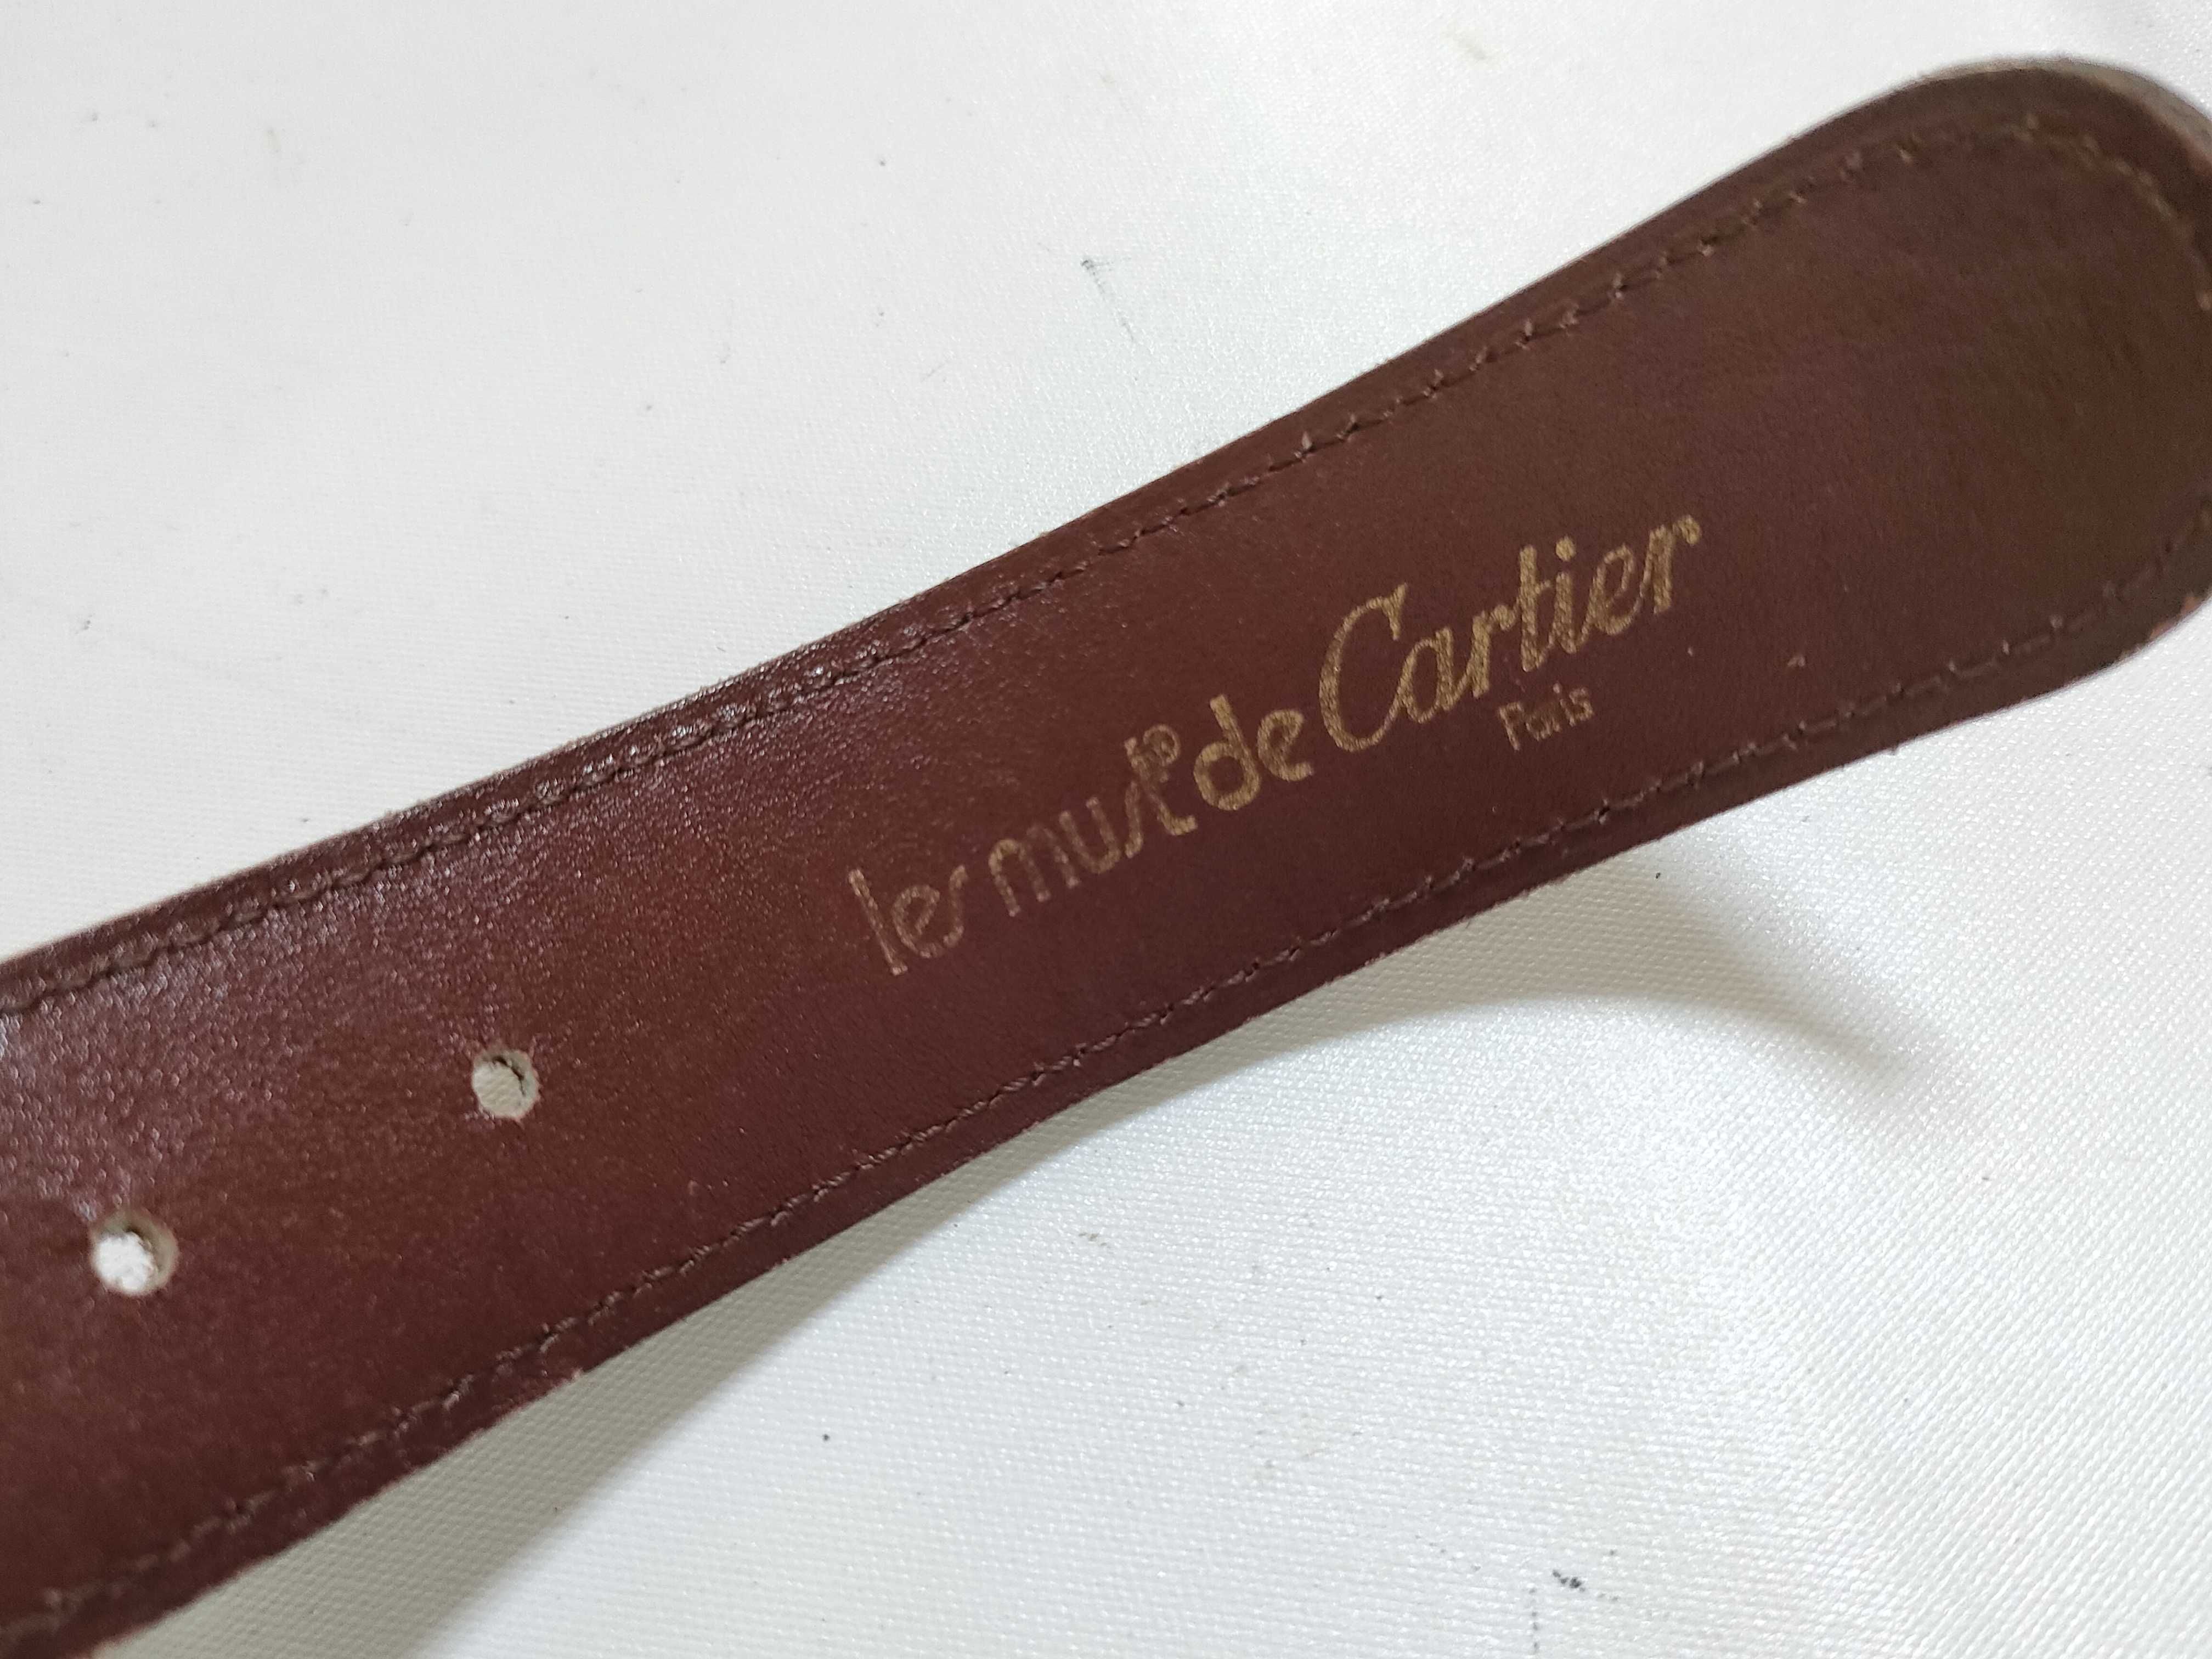 les must® de Cartier
Paris